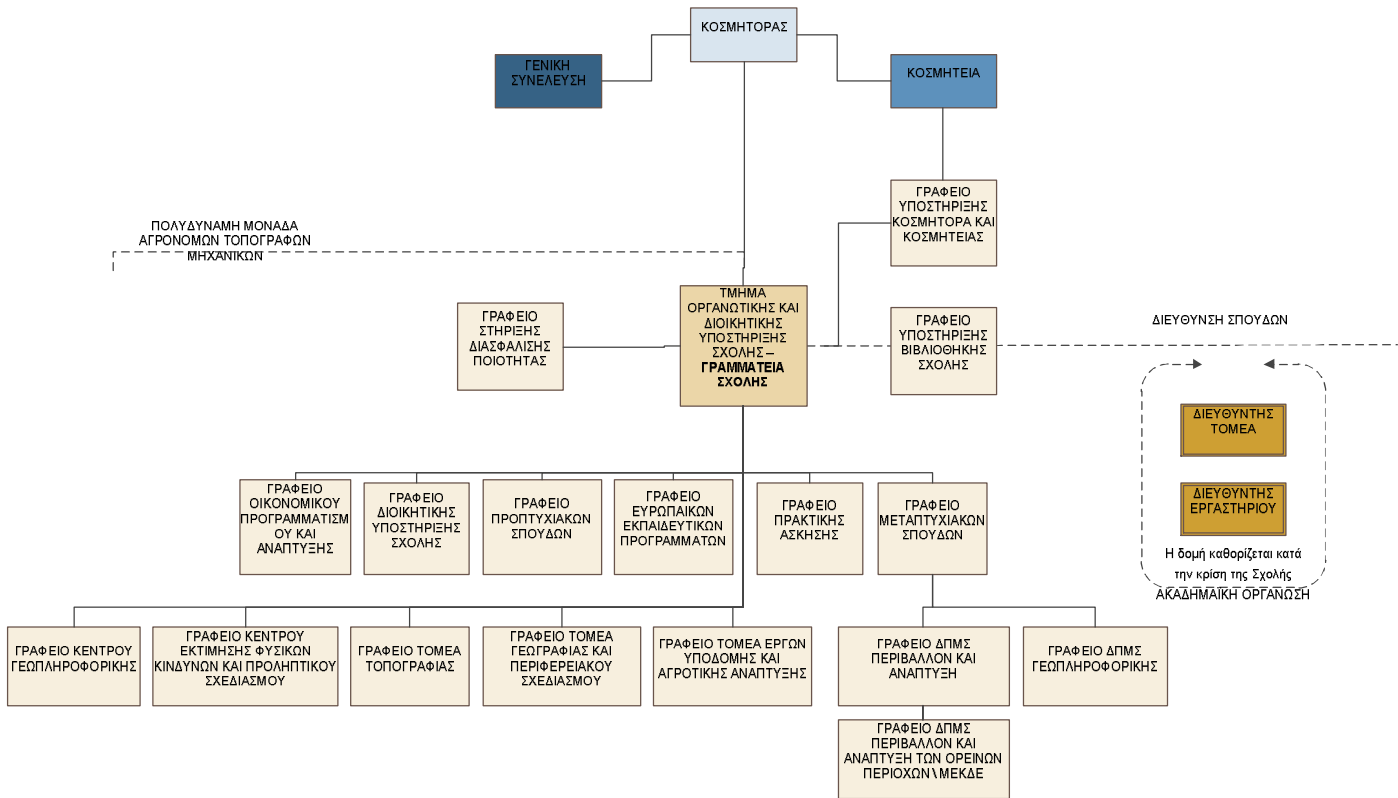 ΚΟΣΜΗΤΟΡΑΣ
ΓΕΝΙΚΗ
ΣΥΝΕΛΕΥΣΗ
ΚΟΣΜΗΤΕΙΑ
ΓΡΑΦΕΙΟ
ΥΠΟΣΤΗΡΙΞΗΣ
ΚΟΣΜΗΤΟΡΑ ΚΑΙ
ΚΟΣΜΗΤΕΙΑΣ
ΠΟΛΥΔΥΝΑΜΗ ΜΟΝΑΔΑ
ΑΓΡΟΝΟΜΩΝ ΤΟΠΟΓΡΑΦΩΝ
ΜΗΧΑΝΙΚΩΝ
ΓΡΑΦΕΙΟ
ΣΤΗΡΙΞΗΣ
ΔΙΑΣΦΑΛΙΣΗΣ
ΠΟΙΟΤΗΤΑΣ
ΤΜΗΜΑ
ΟΡΓΑΝΩΤΙΚΗΣ ΚΑΙ
ΔΙΟΙΚΗΤΙΚΗΣ
ΥΠΟΣΤΗΡΙΞΗΣ
ΣΧΟΛΗΣ –
ΓΡΑΜΜΑΤΕΙΑ
ΣΧΟΛΗΣ
ΓΡΑΦΕΙΟ
ΥΠΟΣΤΗΡΙΞΗΣ
ΒΙΒΛΙΟΘΗΚΗΣ
ΣΧΟΛΗΣ
ΔΙΕΥΘΥΝΣΗ ΣΠΟΥΔΩΝ
ΔΙΕΥΘΥΝΤΗΣ
ΤΟΜΕΑ
ΔΙΕΥΘΥΝΤΗΣ
ΕΡΓΑΣΤΗΡΙΟΥ
Η δομή καθορίζεται κατά
την κρίση της Σχολής
ΑΚΑΔΗΜΑΙΚΗ ΟΡΓΑΝΩΣΗ
ΓΡΑΦΕΙΟ
ΟΙΚΟΝΟΜΙΚΟΥ
ΠΡΟΓΡΑΜΜΑΤΙΣΜ
ΟΥ ΚΑΙ
ΑΝΑΠΤΥΞΗΣ
ΓΡΑΦΕΙΟ
ΔΙΟΙΚΗΤΙΚΗΣ
ΥΠΟΣΤΗΡΙΞΗΣ
ΣΧΟΛΗΣ
ΓΡΑΦΕΙΟ
ΠΡΟΠΤΥΧΙΑΚΩΝ
ΣΠΟΥΔΩΝ
ΓΡΑΦΕΙΟ
ΕΥΡΩΠΑΙΚΩΝ
ΕΚΠΑΙΔΕΥΤΙΚΩΝ
ΠΡΟΓΡΑΜΜΑΤΩΝ
ΓΡΑΦΕΙΟ
ΠΡΑΚΤΙΚΗΣ
ΑΣΚΗΣΗΣ
ΓΡΑΦΕΙΟ
ΜΕΤΑΠΤΥΧΙΑΚΩΝ
ΣΠΟΥΔΩΝ
ΓΡΑΦΕΙΟ ΚΕΝΤΡΟΥ
ΓΕΩΠΛΗΡΟΦΟΡΙΚΗΣ
ΓΡΑΦΕΙΟ ΚΕΝΤΡΟΥ
ΕΚΤΙΜΗΣΗΣ ΦΥΣΙΚΩΝ
ΚΙΝΔΥΝΩΝ ΚΑΙ ΠΡΟΛΗΠΤΙΚΟΥ
ΣΧΕΔΙΑΣΜΟΥ
ΓΡΑΦΕΙΟ ΤΟΜΕΑ
ΤΟΠΟΓΡΑΦΙΑΣ
ΓΡΑΦΕΙΟ ΤΟΜΕΑ
ΓΕΩΓΡΑΦΙΑΣ ΚΑΙ
ΠΕΡΙΦΕΡΕΙΑΚΟΥ
ΣΧΕΔΙΑΣΜΟΥ
ΓΡΑΦΕΙΟ ΤΟΜΕΑ ΕΡΓΩΝ
ΥΠΟΔΟΜΗΣ ΚΑΙ
ΑΓΡΟΤΙΚΗΣ ΑΝΑΠΤΥΞΗΣ
ΓΡΑΦΕΙΟ ΔΠΜΣ
ΠΕΡΙΒΑΛΛΟΝ ΚΑΙ
ΑΝΑΠΤΥΞΗ
ΓΡΑΦΕΙΟ ΔΠΜΣ
ΓΕΩΠΛΗΡΟΦΟΡΙΚΗΣ
ΓΡΑΦΕΙΟ ΔΠΜΣ
ΠΕΡΙΒΑΛΛΟΝ ΚΑΙ
ΑΝΑΠΤΥΞΗ ΤΩΝ ΟΡΕΙΝΩΝ
ΠΕΡΙΟΧΩΝ \ ΜΕΚΔΕ